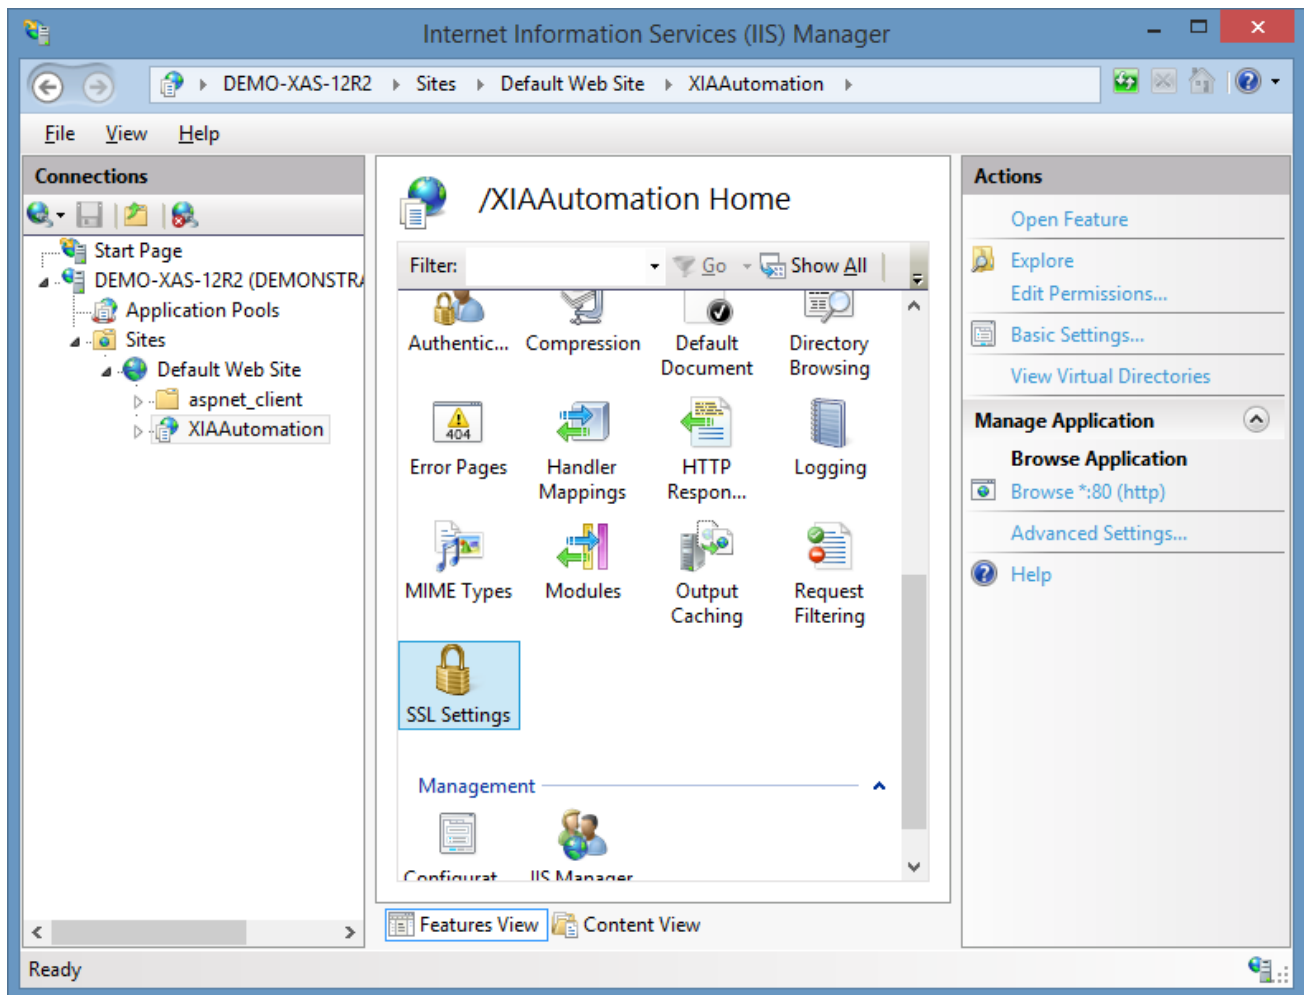 Internet Information Services (IIS) Manager
DEMO-XAS-12R2 Sites Default Web Site XIAAutomation
File View Help
Connections
Start Page
DEMO-XAS-12R2 (DEMONSTRA
Application Pools
Sites
Default Web Site
aspnet_client
XIAAutomation
/XIAAutomation Home
Filter: Go Show All
Authentic... Compression Default Document Directory Browsing
404
Error Pages Handler Mappings HTTP Respon... Logging
MIME Types Modules Output Caching Request Filtering
SSL Settings
Management
Configurat... IIS Manager
Features View Content View
Actions
Open Feature
Explore
Edit Permissions...
Basic Settings...
View Virtual Directories
Manage Application
Browse Application
Browse *:80 (http)
Advanced Settings...
Help
Ready